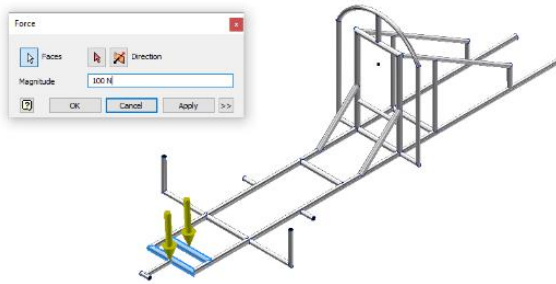 Force
x
Faces
Direction
Magnitude
100 N
?
OK
Cancel
Apply
>>